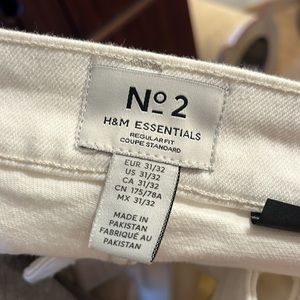 Nº 2
H&M ESSENTIALS
REGULAR FIT
COUPE STANDARD
EUR 31/32
US 31/32
CA 31/32
CN 175/78A
MX 31/32
MADE IN
PAKISTAN
FABRIQUÉ AU
PAKISTAN